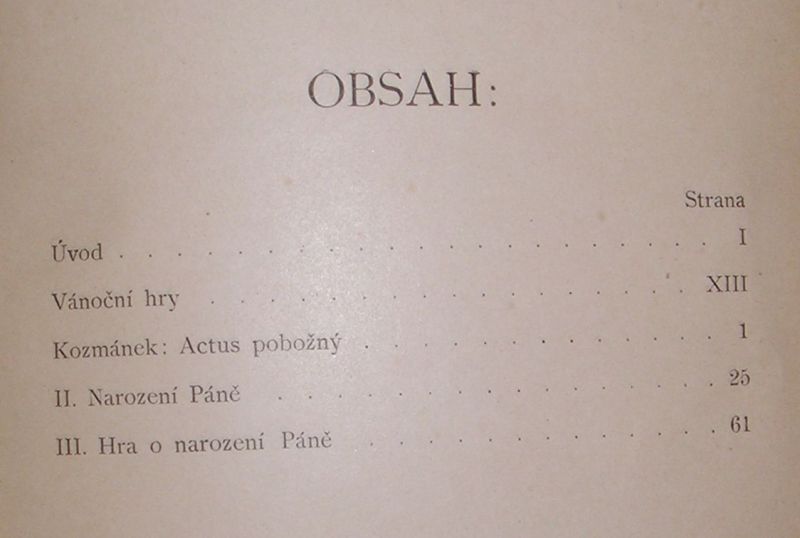 OBSAH:
Strana
Úvod . . . . . . . . . . . . . . . . . . . . . I
Vánoční hry . . . . . . . . . . . . . . . . . XIII
Kozmánek: Actus pobožný . . . . . . . . . . . . . 1
II. Narození Páně . . . . . . . . . . . . . . . 25
III. Hra o narození Páně . . . . . . . . . . . . 61